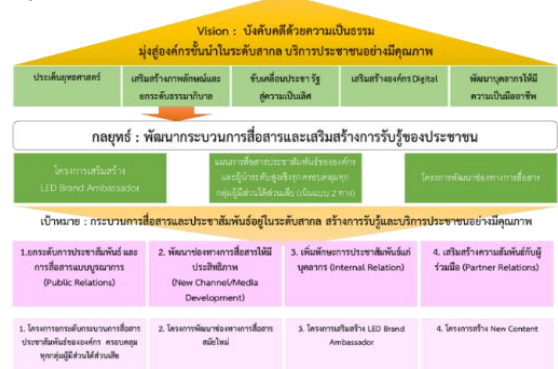 Vision : บังคับคดีด้วยความเป็นธรรม
มุ่งสู่องค์กรชั้นนำในระดับสากล บริการประชาชนอย่างมีคุณภาพ
ประเด็นยุทธศาสตร์
เสริมสร้างภาพลักษณ์และ
ยกระดับธรรมาภิบาล
ขับเคลื่อนประชา รัฐ
สู่ความเป็นเลิศ
เสริมสร้างองค์กร Digital
พัฒนาบุคลากรให้มี
ความเป็นมืออาชีพ
กลยุทธ์ : พัฒนากระบวนการสื่อสารและเสริมสร้างการรับรู้ของประชาชน
โครงการเสริมสร้าง
LED Brand Ambassador
แผนการสื่อสารประชาสัมพันธ์ขององค์กร
และผู้นำระดับสูงเชิงรุก ครอบคลุมทุก
กลุ่มผู้มีส่วนได้ส่วนเสีย (เน้นแบบ 2 ทาง)
โครงการพัฒนาช่องทางการสื่อสาร
เป้าหมาย : กระบวนการสื่อสารและประชาสัมพันธ์อยู่ในระดับสากล สร้างการรับรู้และบริการประชาชนอย่างมีคุณภาพ
1.ยกระดับการประชาสัมพันธ์ และ
การสื่อสารแบบบูรณาการ
(Public Relations)
2. พัฒนาช่องทางการสื่อสารให้มี
ประสิทธิภาพ
(New Channel/Media
Development)
3. เพิ่มทักษะการประชาสัมพันธ์แก่
บุคลากร (Internal Relation)
4. เสริมสร้างความสัมพันธ์กับผู้
ร่วมมือ (Partner Relations)
1. โครงการยกระดับกระบวนการสื่อสาร
ประชาสัมพันธ์ขององค์กร ครอบคลุม
ทุกกลุ่มผู้มีส่วนได้ส่วนเสีย
2. โครงการพัฒนาช่องทางการสื่อสาร
สมัยใหม่
3. โครงการเสริมสร้าง LED Brand
Ambassador
4. โครงการสร้าง New Content